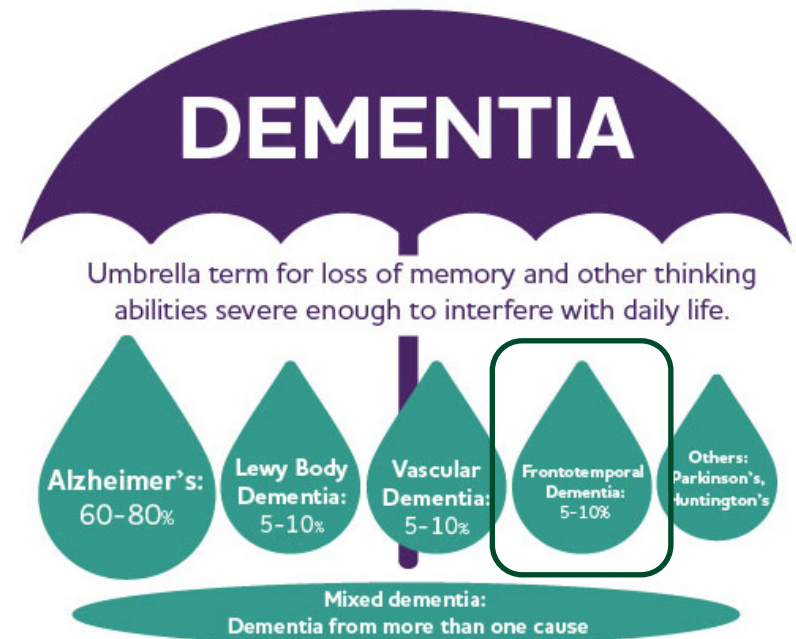 DEMENTIA
Umbrella term for loss of memory and other thinking
abilities severe enough to interfere with daily life.
Alzheimer's:
60-80%
Lewy Body
Dementia:
5-10%
Vascular
Dementia:
5-10%
Frontotemporal
Dementia:
5-10%
Others:
Parkinson's,
Huntington's
Mixed dementia:
Dementia from more than one cause